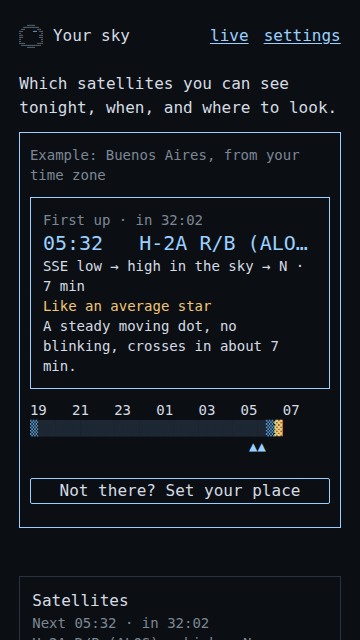 Your sky live settings
Which satellites you can see
tonight, when, and where to look.
Example: Buenos Aires, from your
time zone
First up · in 32:02
05:32 H-2A R/B (ALO…
SSE low → high in the sky → N ·
7 min
Like an average star
A steady moving dot, no
blinking, crosses in about 7
min.
19 21 23 01 03 05 07
Not there? Set your place
Satellites
Next 05:32 · in 32:02